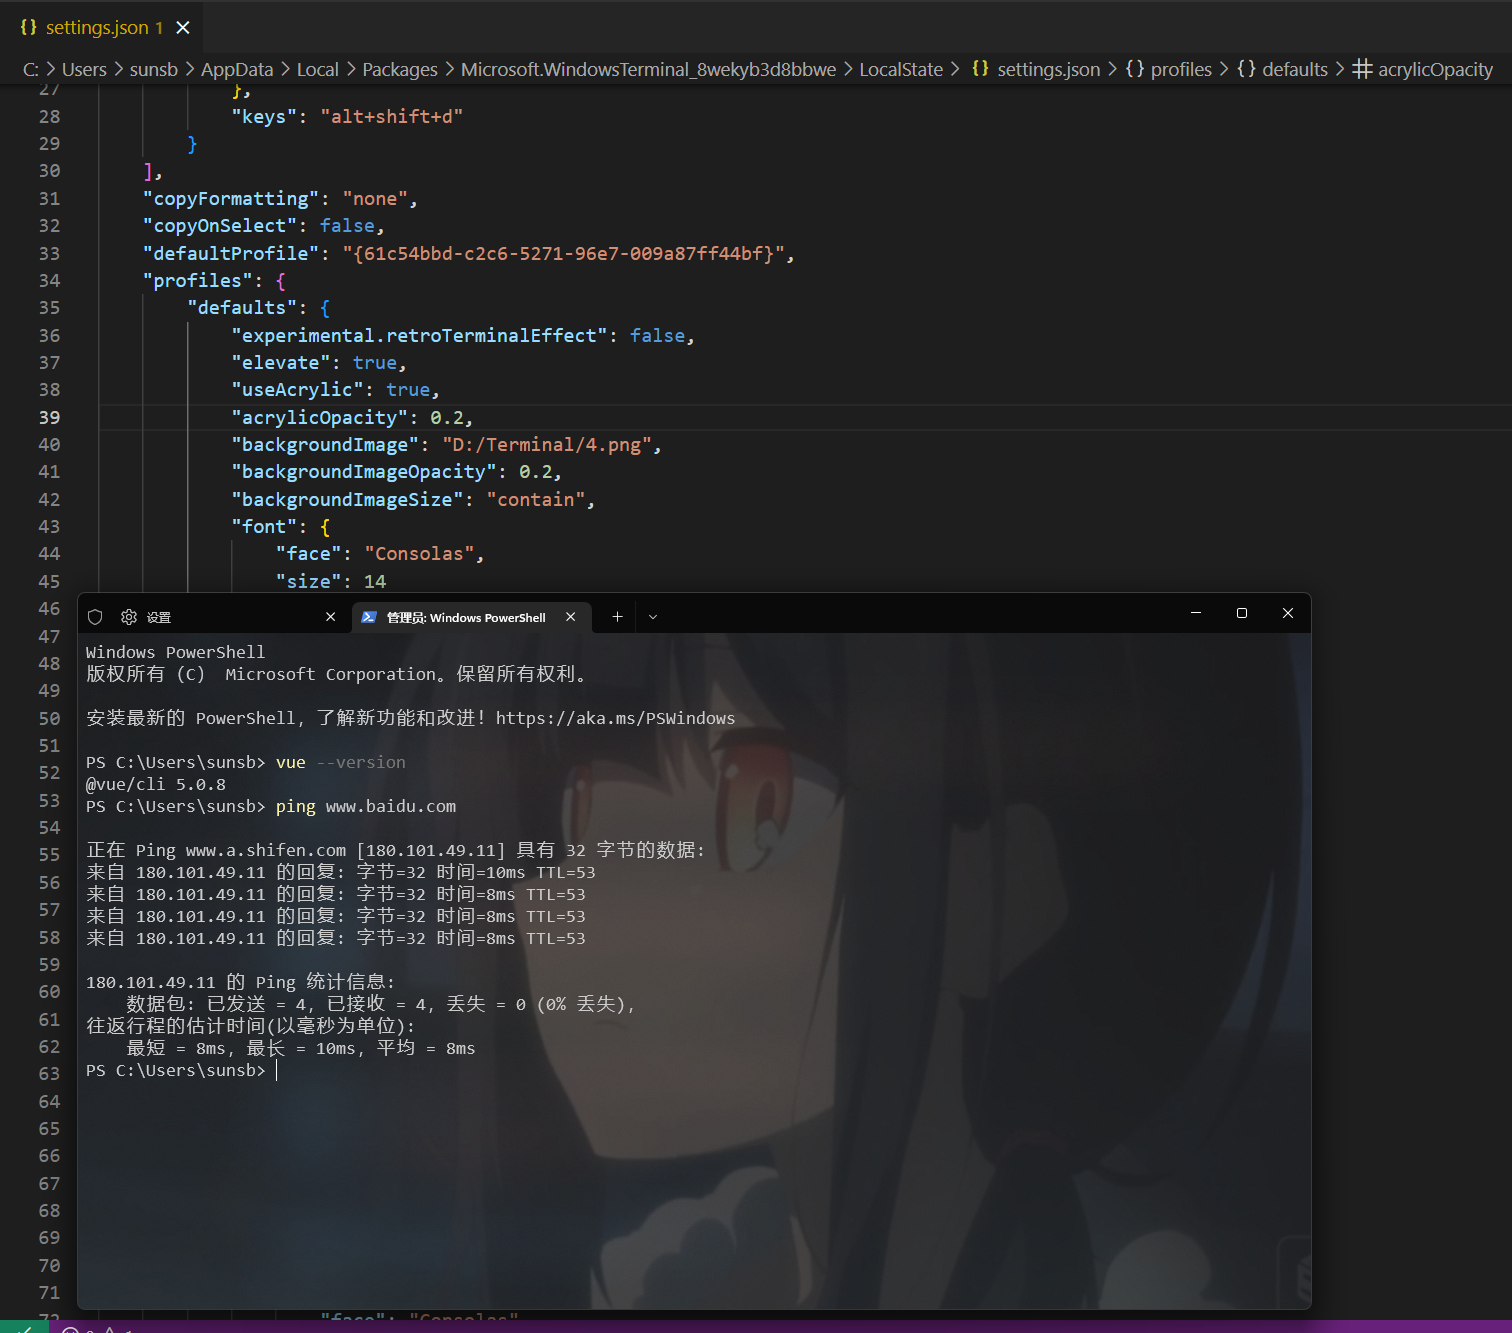 {} settings.json 1 ×
C: > Users > sunsb > AppData > Local > Packages > Microsoft.WindowsTerminal_8wekyb3d8bbwe > LocalState > {} settings.json > {} profiles > {} defaults > # acrylicOpacity
27 },
28 "keys": "alt+shift+d"
29 }
30 ],
31 "copyFormatting": "none",
32 "copyOnSelect": false,
33 "defaultProfile": "{61c54bbd-c2c6-5271-96e7-009a87ff44bf}",
34 "profiles": {
35 "defaults": {
36 "experimental.retroTerminalEffect": false,
37 "elevate": true,
38 "useAcrylic": true,
39 "acrylicOpacity": 0.2,
40 "backgroundImage": "D:/Terminal/4.png",
41 "backgroundImageOpacity": 0.2,
42 "backgroundImageSize": "contain",
43 "font": {
44 "face": "Consolas",
45 "size": 14
46
47
48
49
50
51
52
53
54
55
56
57
58
59
60
61
62
63
64
65
66
67
68
69
70
71
72 "face": "Consolas"
设置
管理员: Windows PowerShell
Windows PowerShell
版权所有 (C)  Microsoft Corporation。保留所有权利。
安装最新的 PowerShell，了解新功能和改进！https://aka.ms/PSWindows
PS C:\Users\sunsb> vue --version
@vue/cli 5.0.8
PS C:\Users\sunsb> ping www.baidu.com
正在 Ping www.a.shifen.com [180.101.49.11] 具有 32 字节的数据:
来自 180.101.49.11 的回复: 字节=32 时间=10ms TTL=53
来自 180.101.49.11 的回复: 字节=32 时间=8ms TTL=53
来自 180.101.49.11 的回复: 字节=32 时间=8ms TTL=53
来自 180.101.49.11 的回复: 字节=32 时间=8ms TTL=53
180.101.49.11 的 Ping 统计信息:
数据包: 已发送 = 4，已接收 = 4，丢失 = 0 (0% 丢失)，
往返行程的估计时间(以毫秒为单位):
最短 = 8ms，最长 = 10ms，平均 = 8ms
PS C:\Users\sunsb>